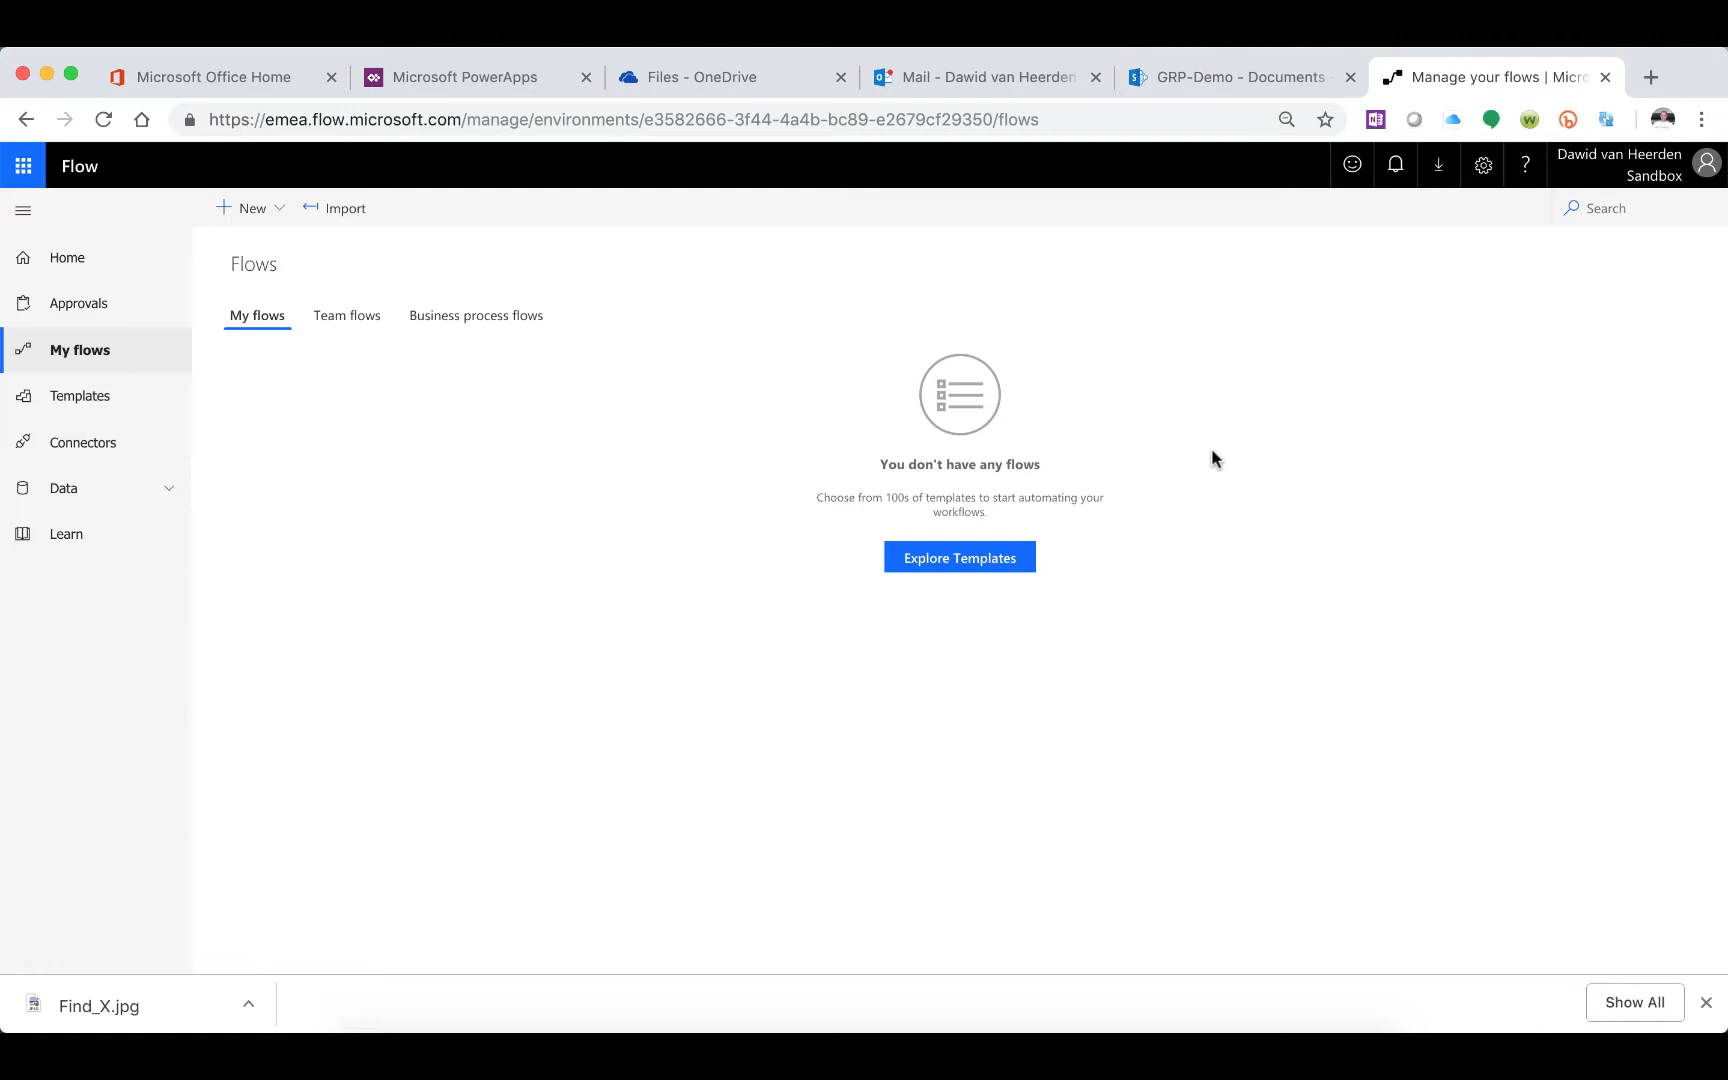 Microsoft Office Home
Microsoft PowerApps
Files - OneDrive
Mail - Dawid van Heerden
GRP-Demo - Documents -
Manage your flows | Micro
https://emea.flow.microsoft.com/manage/environments/e3582666-3f44-4a4b-bc89-e2679cf29350/flows
Flow
Dawid van Heerden
Sandbox
New
Import
Search
Home
Approvals
My flows
Templates
Connectors
Data
Learn
Flows
My flows Team flows Business process flows
You don't have any flows
Choose from 100s of templates to start automating your
workflows.
Explore Templates
Find_X.jpg
Show All